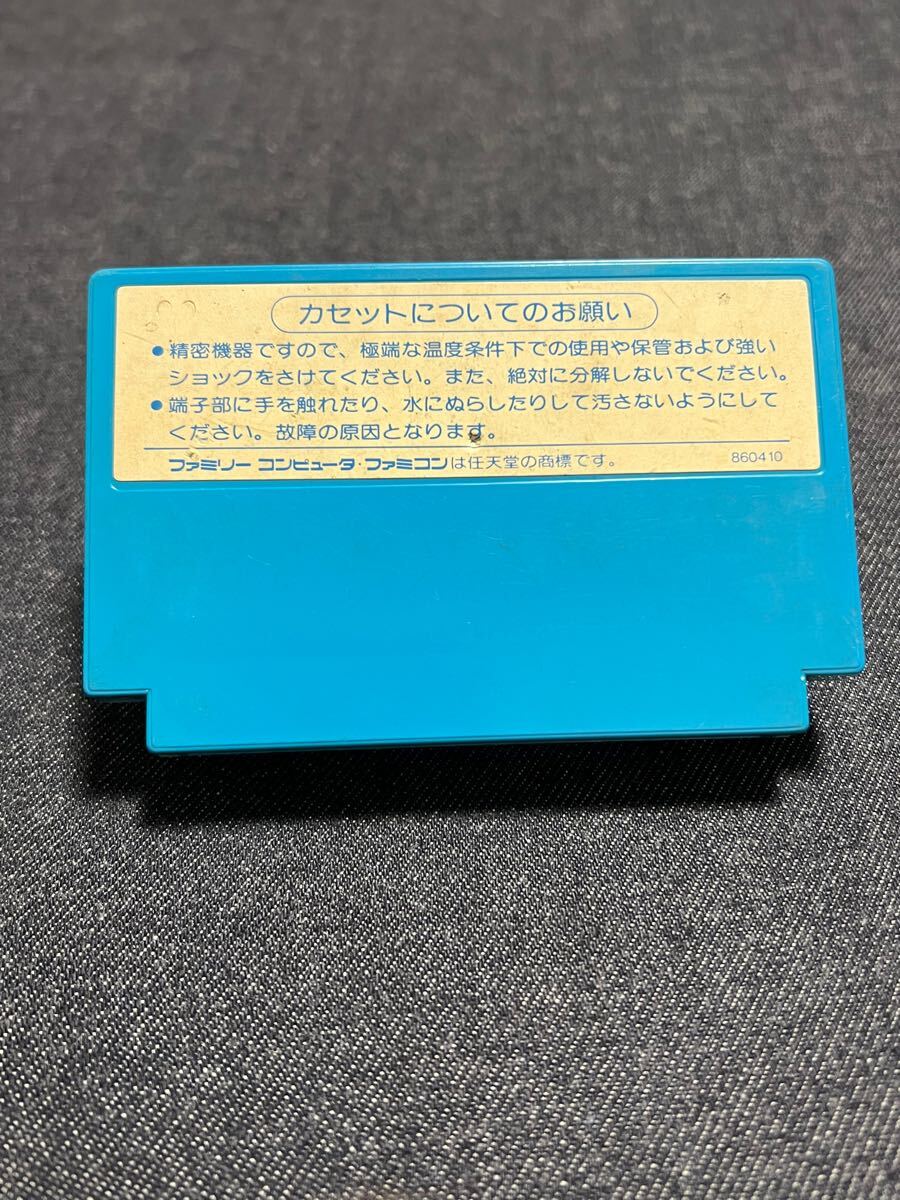 カセットについてのお願い
●精密機器ですので、極端な温度条件下での使用や保管および強い
ショックをさけてください。また、絶対に分解しないでください。
●端子部に手を触れたり、水にぬらしたりして汚さないようにして
ください。故障の原因となります。
ファミリー コンピュータ・ファミコンは任天堂の商標です。 860410